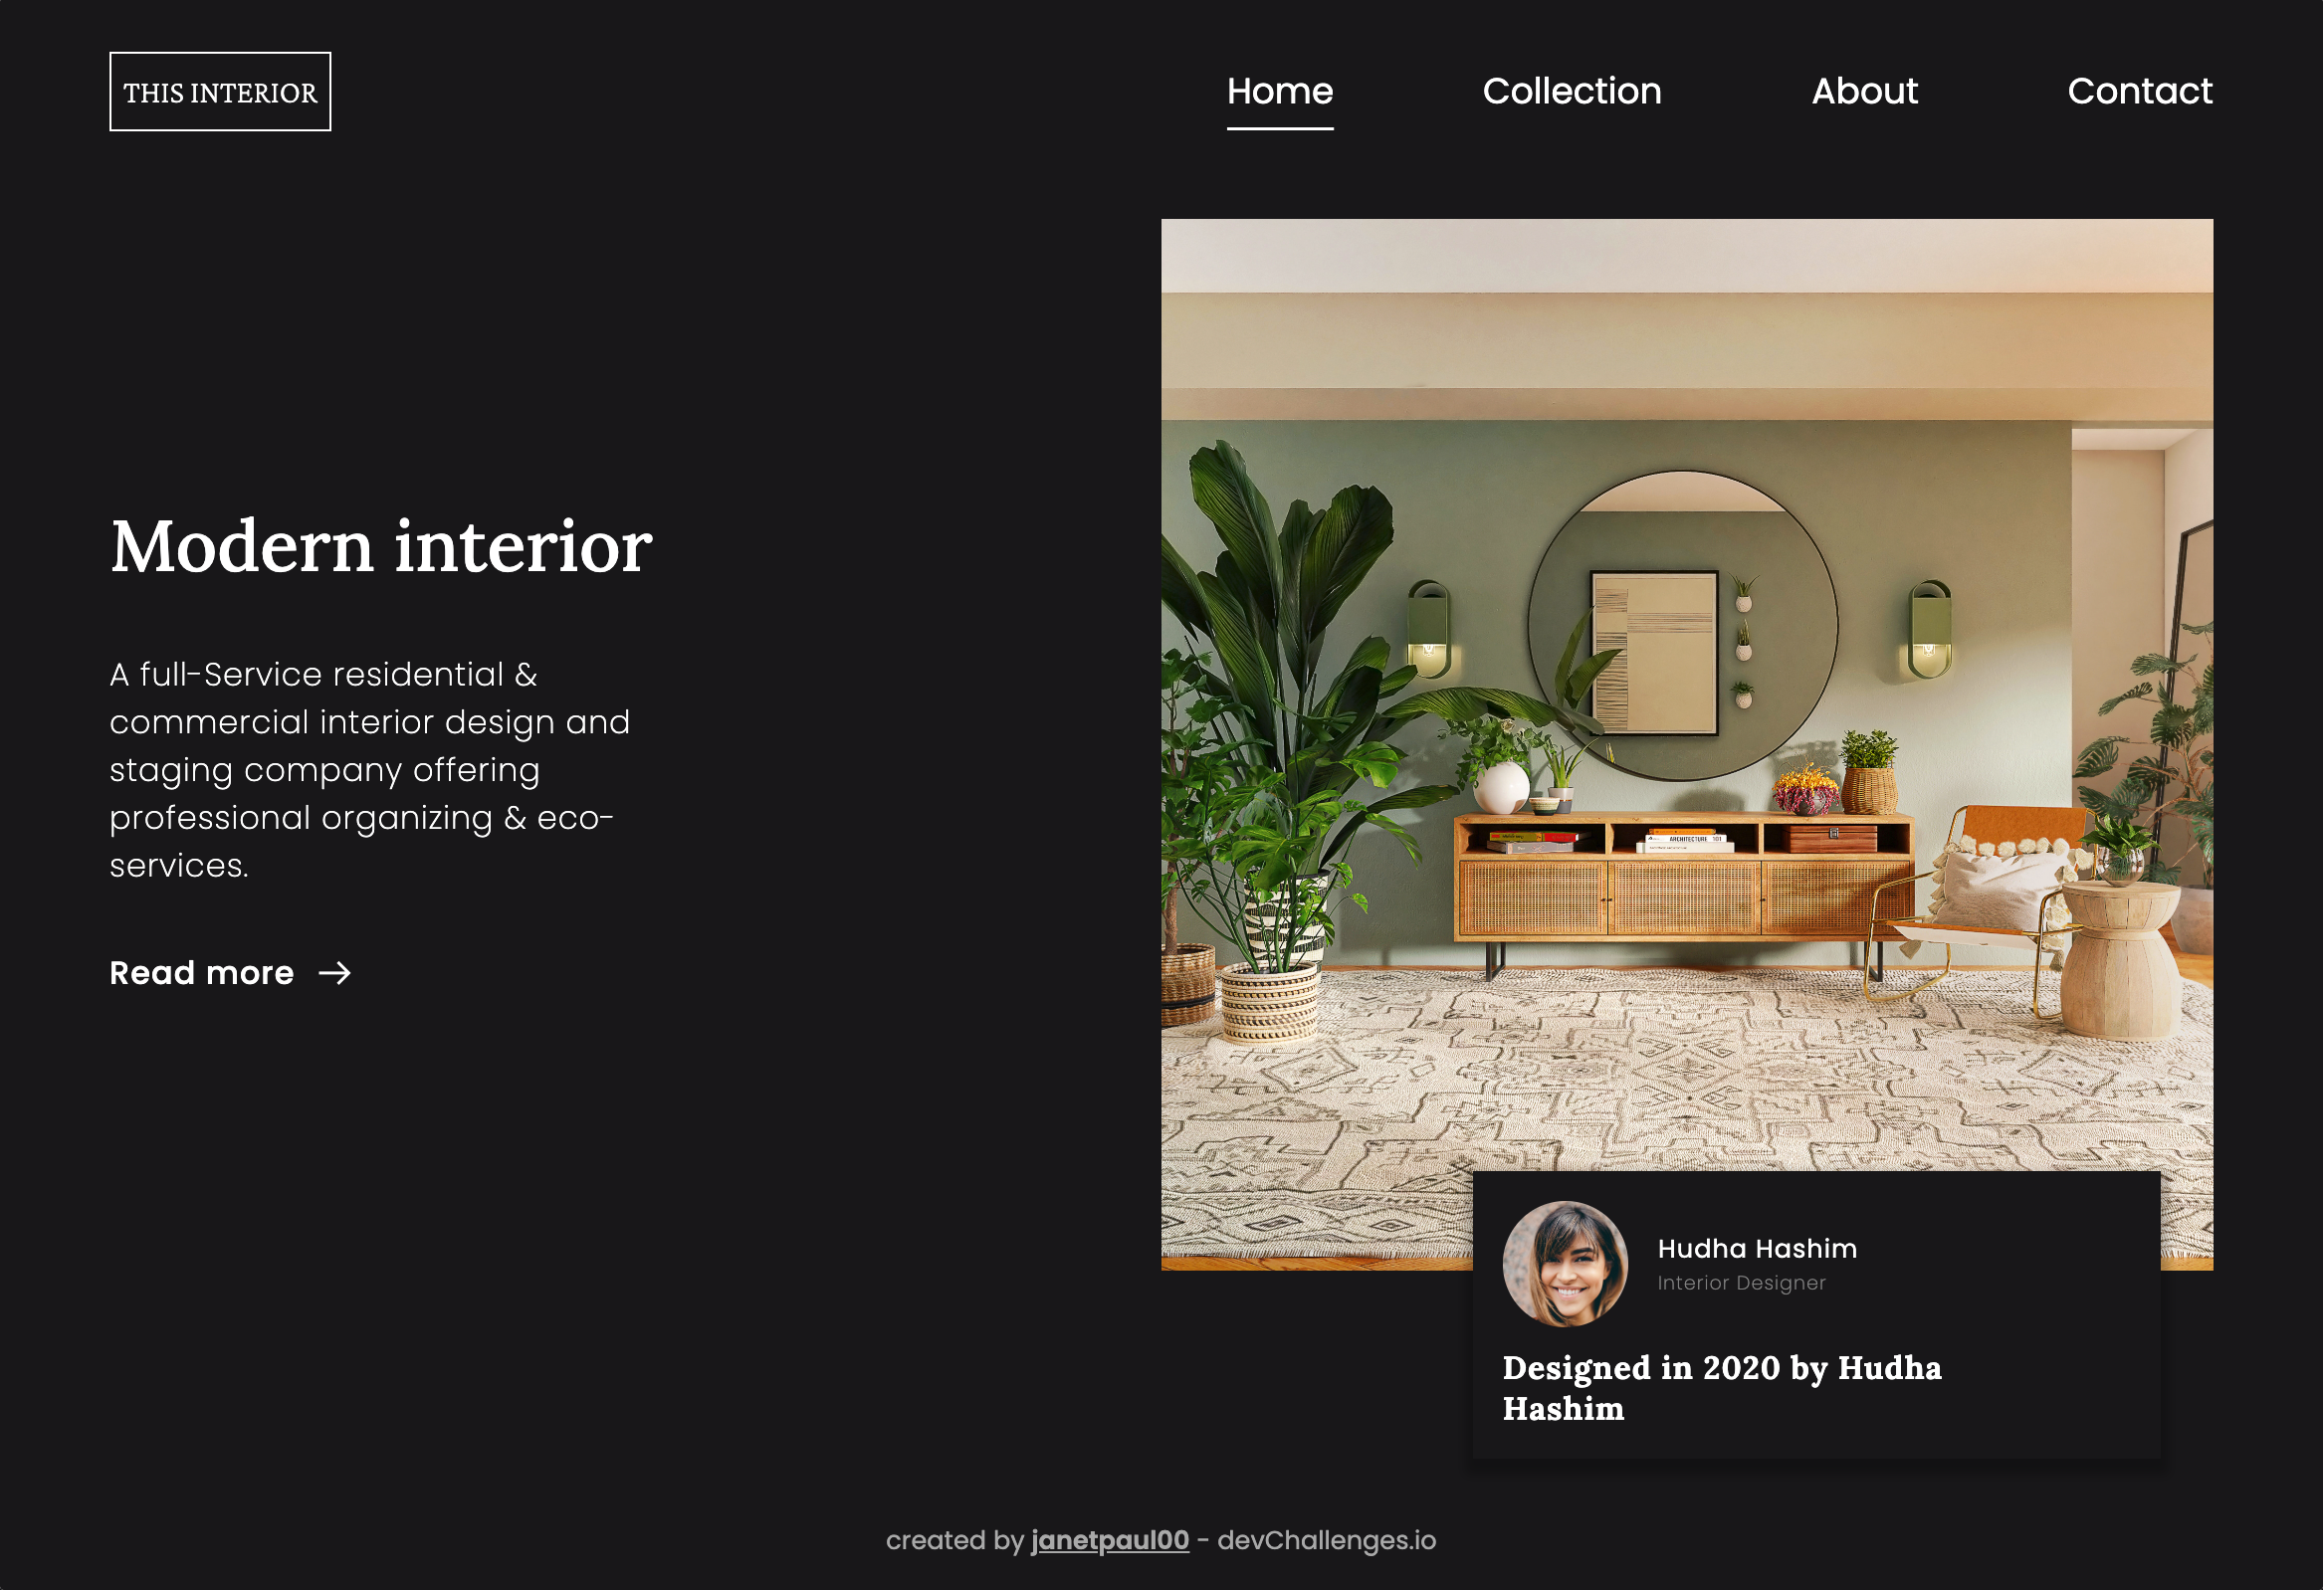 THIS INTERIOR
Home Collection About Contact
Modern interior
A full-Service residential &
commercial interior design and
staging company offering
professional organizing & eco-
services.
Read more →
ARCHITECTURE 101
Hudha Hashim
Interior Designer
Designed in 2020 by Hudha
Hashim
created by janetpaul00 - devChallenges.io